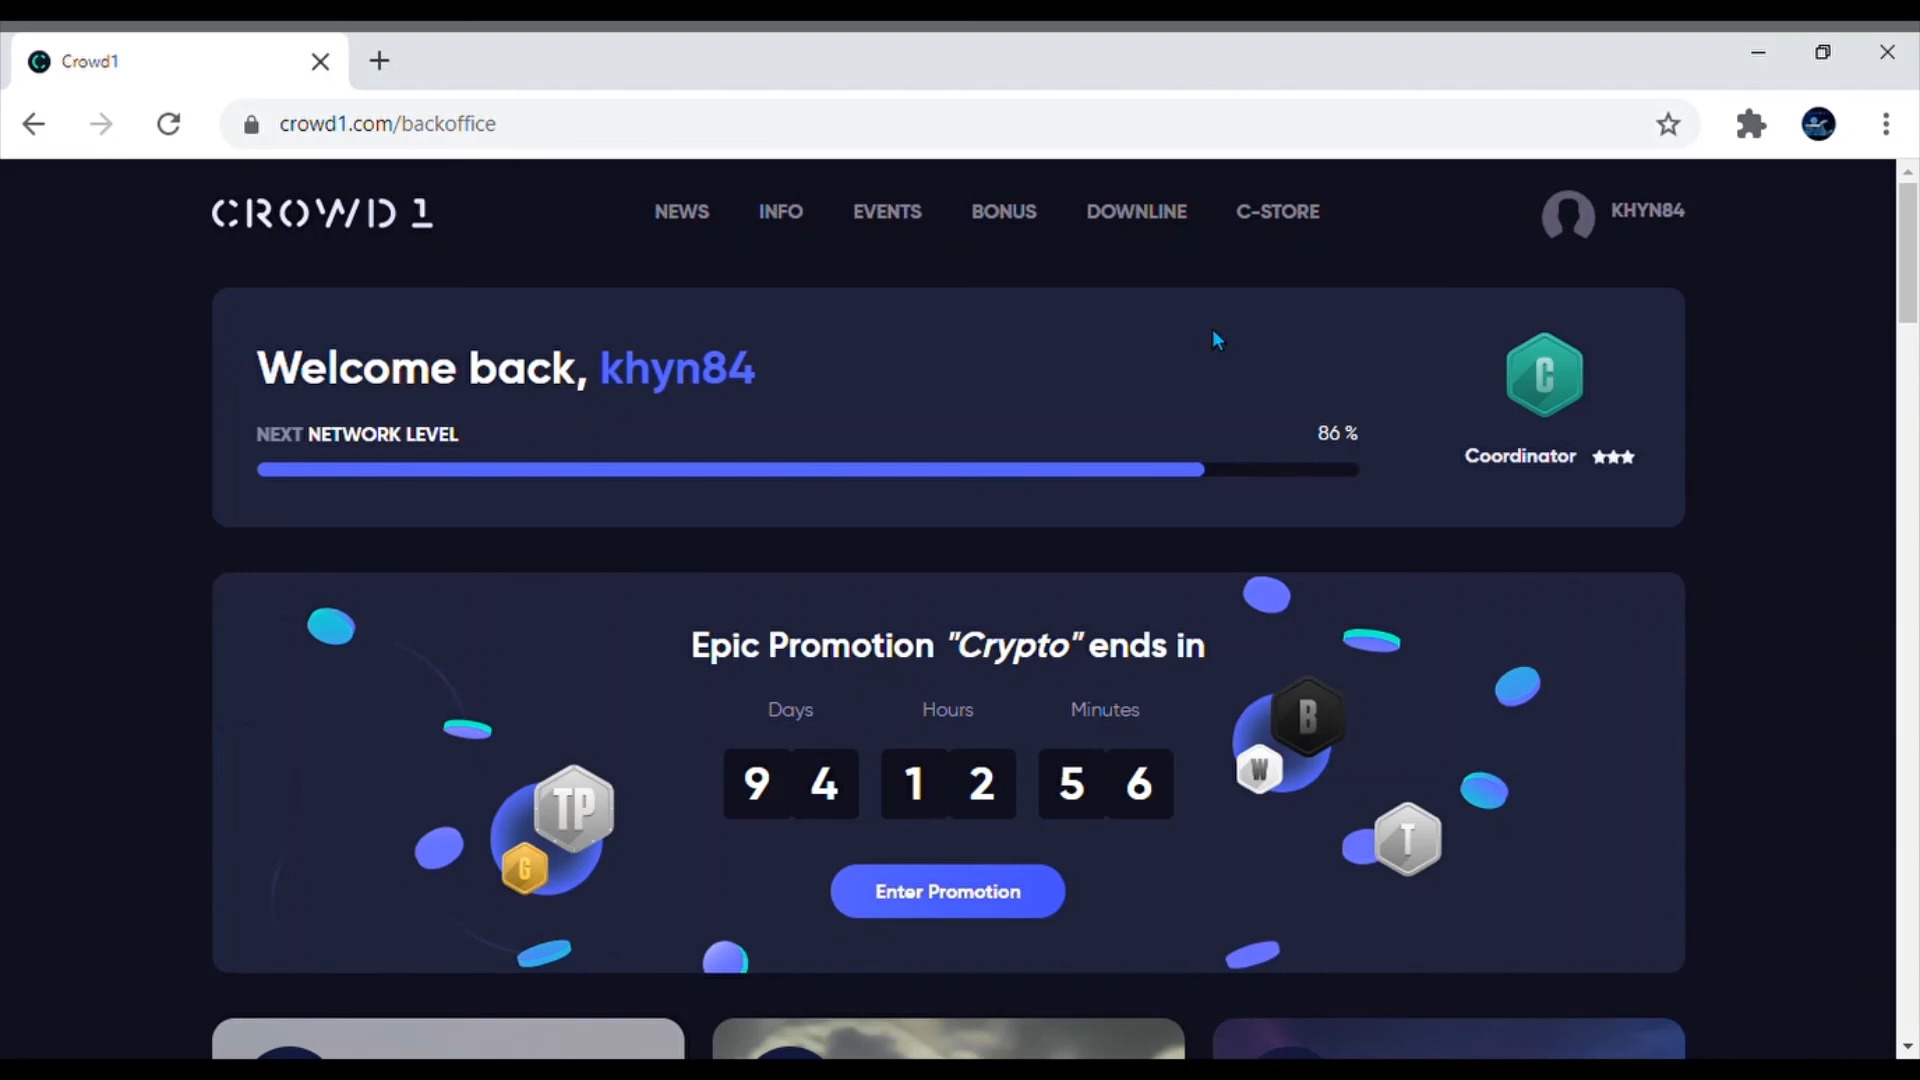 Crowd1
crowd1.com/backoffice
CROWD 1
NEWS
INFO
EVENTS
BONUS
DOWNLINE
C-STORE
KHYN84
Welcome back, khyn84
NEXT NETWORK LEVEL
86 %
C
Coordinator
Epic Promotion "Crypto" ends in
Days
Hours
Minutes
9 4
1 2
5 6
B
W
TP
G
T
Enter Promotion